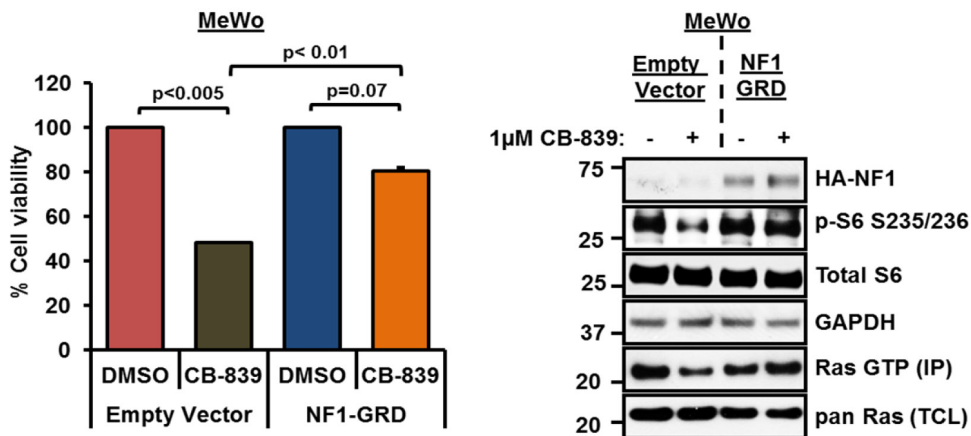 MeWo
p< 0.01
p<0.005
p=0.07
120
100
80
60
40
20
0
% Cell viability
DMSO CB-839 DMSO CB-839
Empty Vector NF1-GRD
MeWo
Empty Vector
NF1 GRD
1µM CB-839: - + - +
75 HA-NF1
25 p-S6 S235/236
25 Total S6
37 GAPDH
20 Ras GTP (IP)
20 pan Ras (TCL)